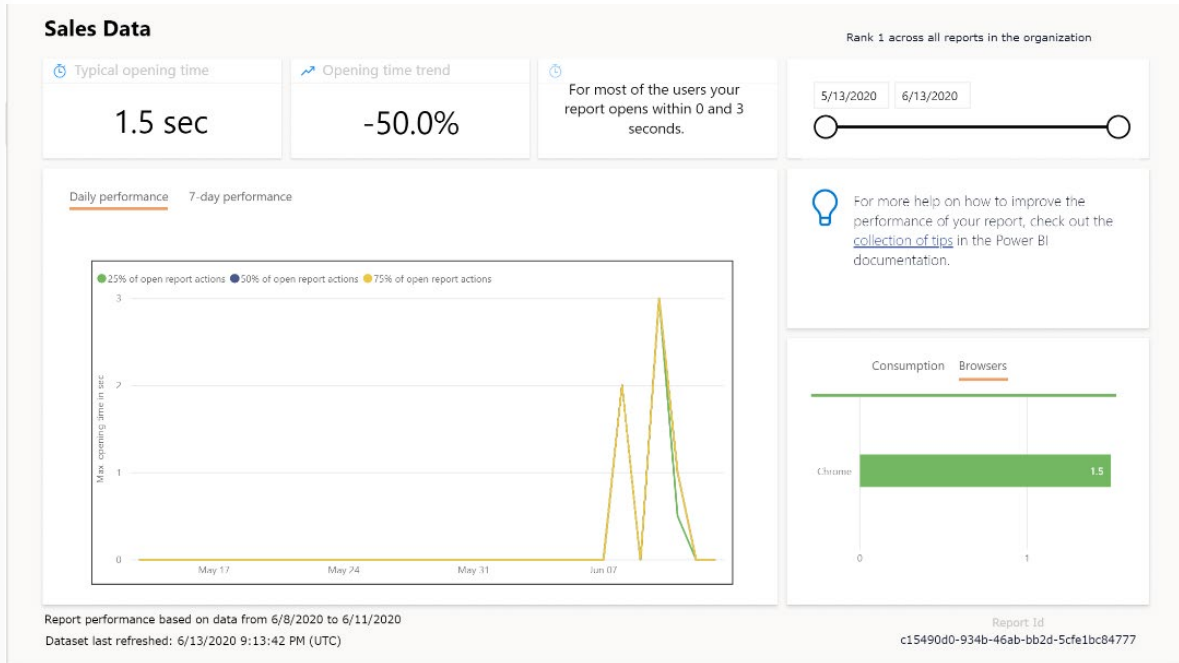 Sales Data
Rank 1 across all reports in the organization
Typical opening time
1.5 sec
Opening time trend
-50.0%
For most of the users your
report opens within 0 and 3
seconds.
5/13/2020 6/13/2020
Daily performance 7-day performance
25% of open report actions 50% of open report actions 75% of open report actions
Max. opening time in sec
3
2
1
0
May 17 May 24 May 31 Jun 07
For more help on how to improve the
performance of your report, check out the
collection of tips in the Power BI
documentation.
Consumption Browsers
Chrome 1.5
0 1
Report performance based on data from 6/8/2020 to 6/11/2020
Dataset last refreshed: 6/13/2020 9:13:42 PM (UTC)
Report Id
c15490d0-934b-46ab-bb2d-5cfe1bc84777